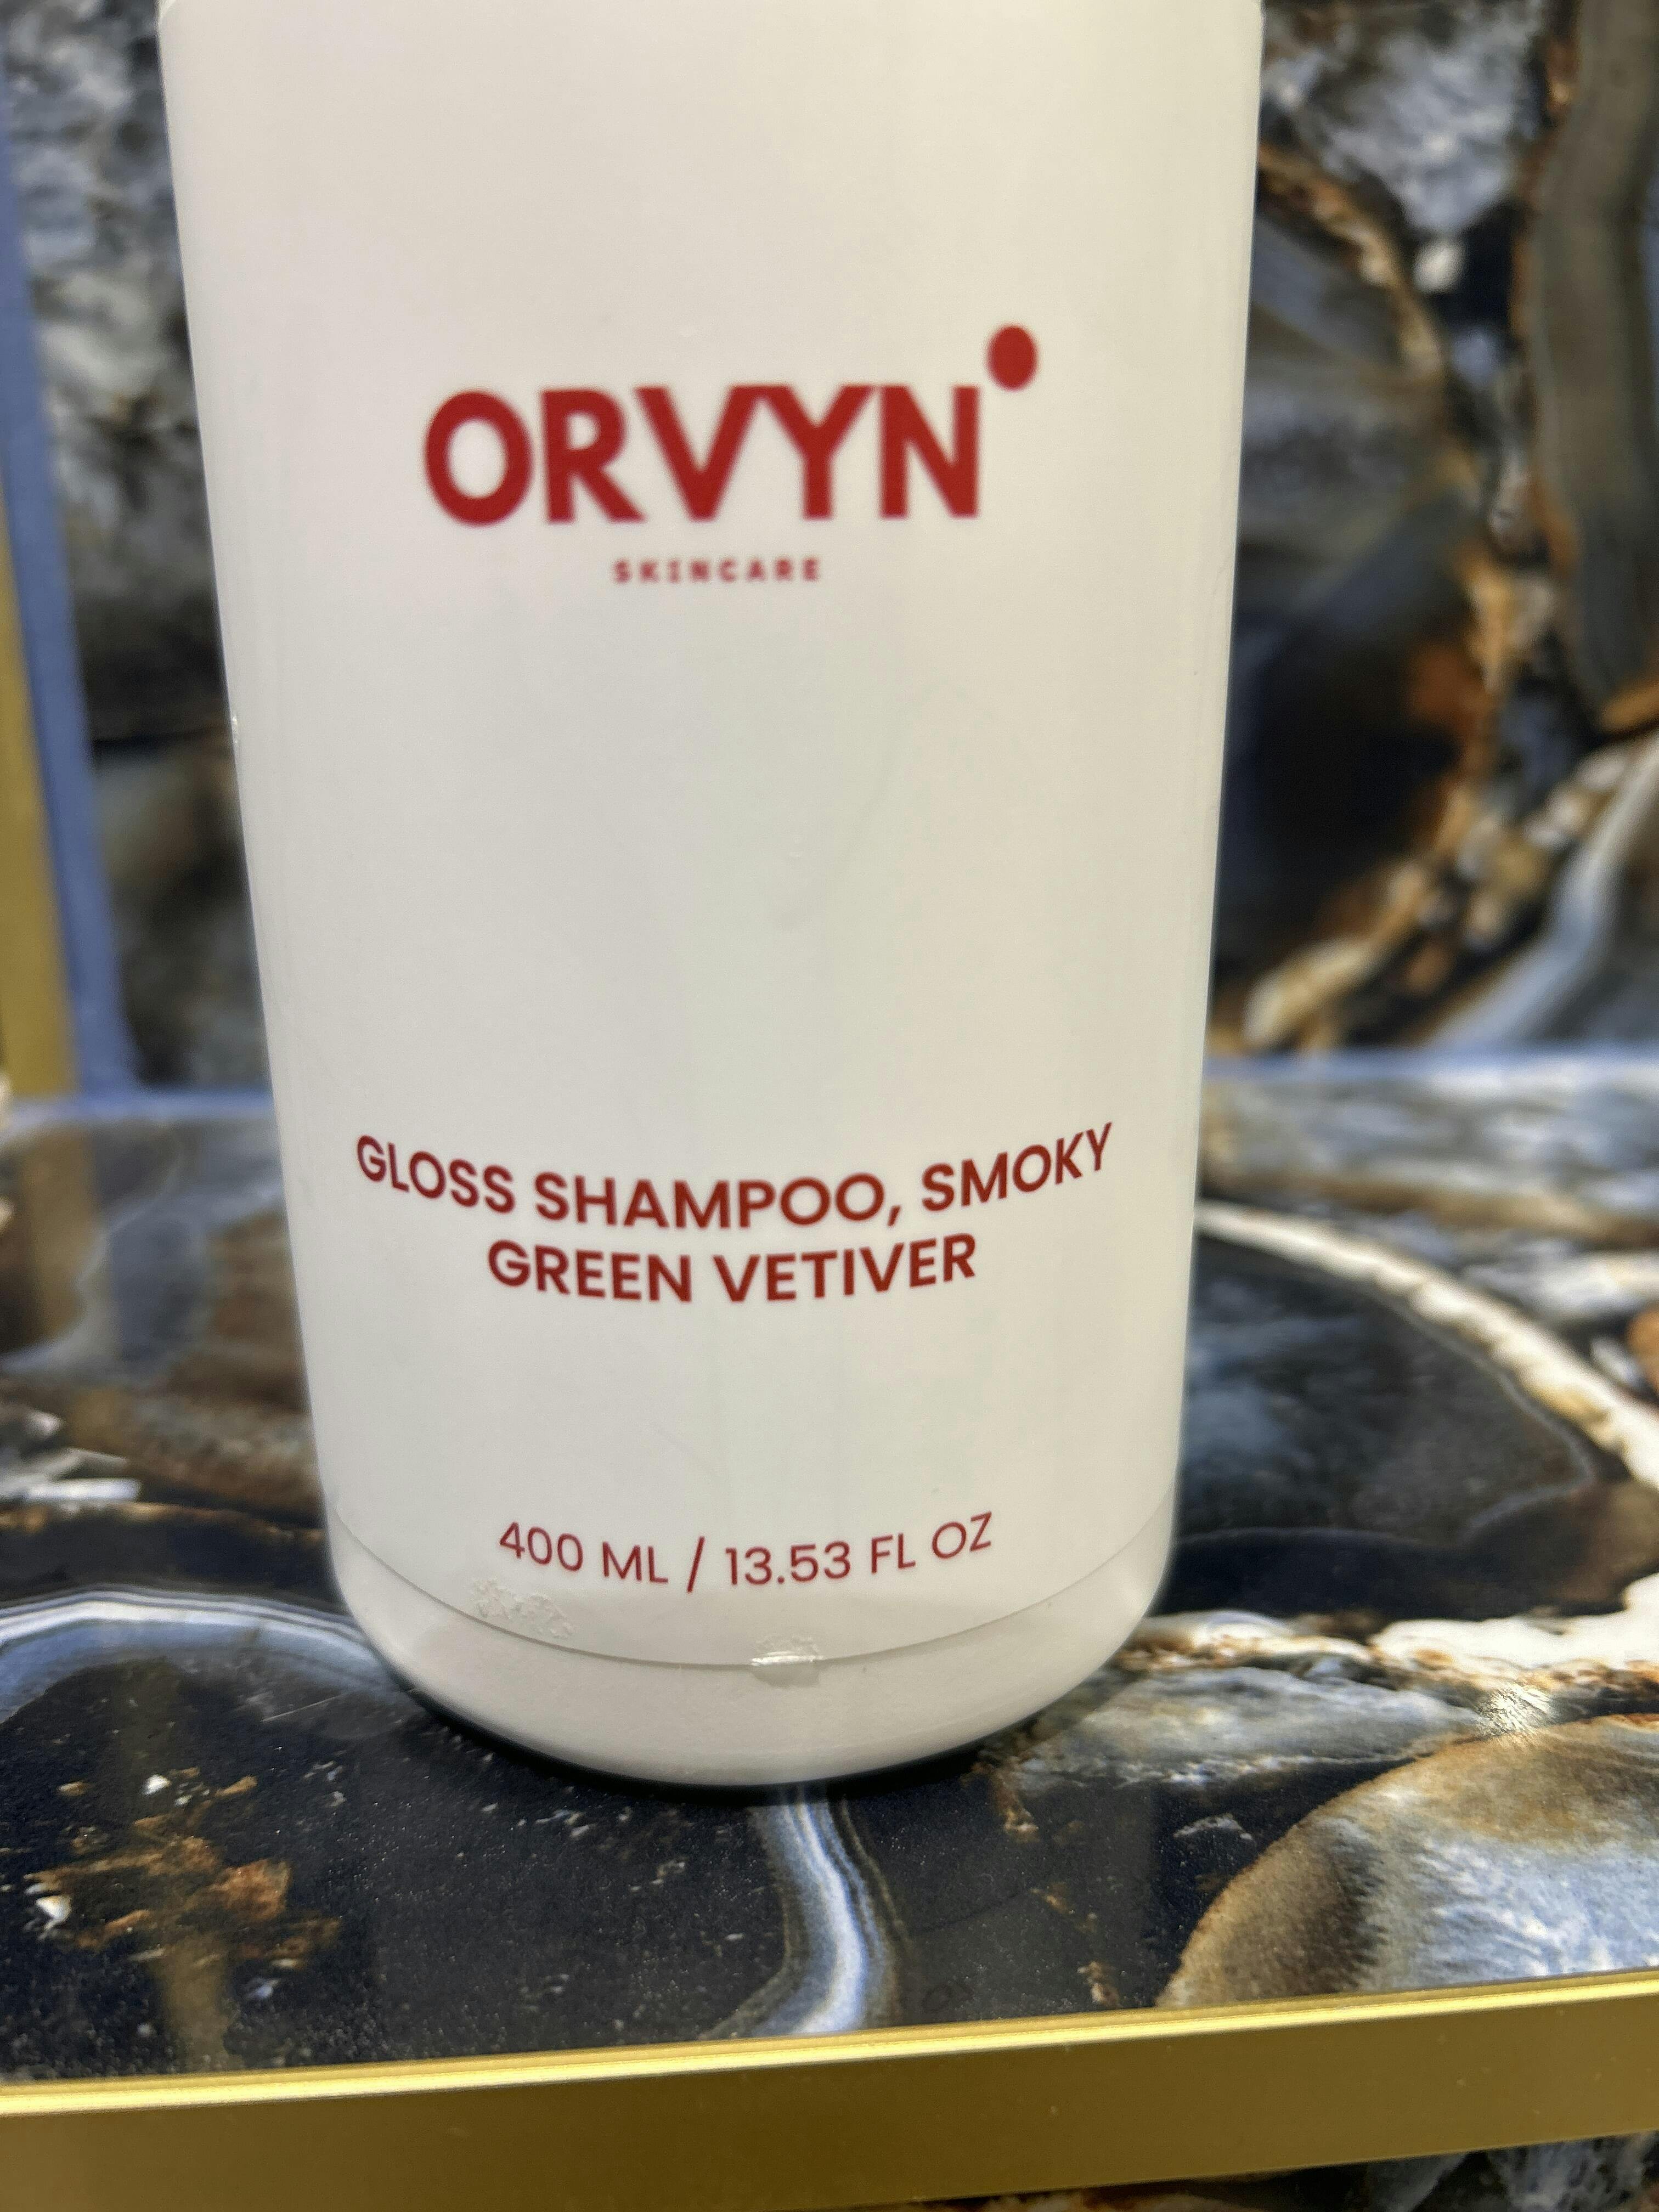 ORVYN
SKINCARE
GLOSS SHAMPOO, SMOKY
GREEN VETIVER
400 ML / 13.53 FL OZ